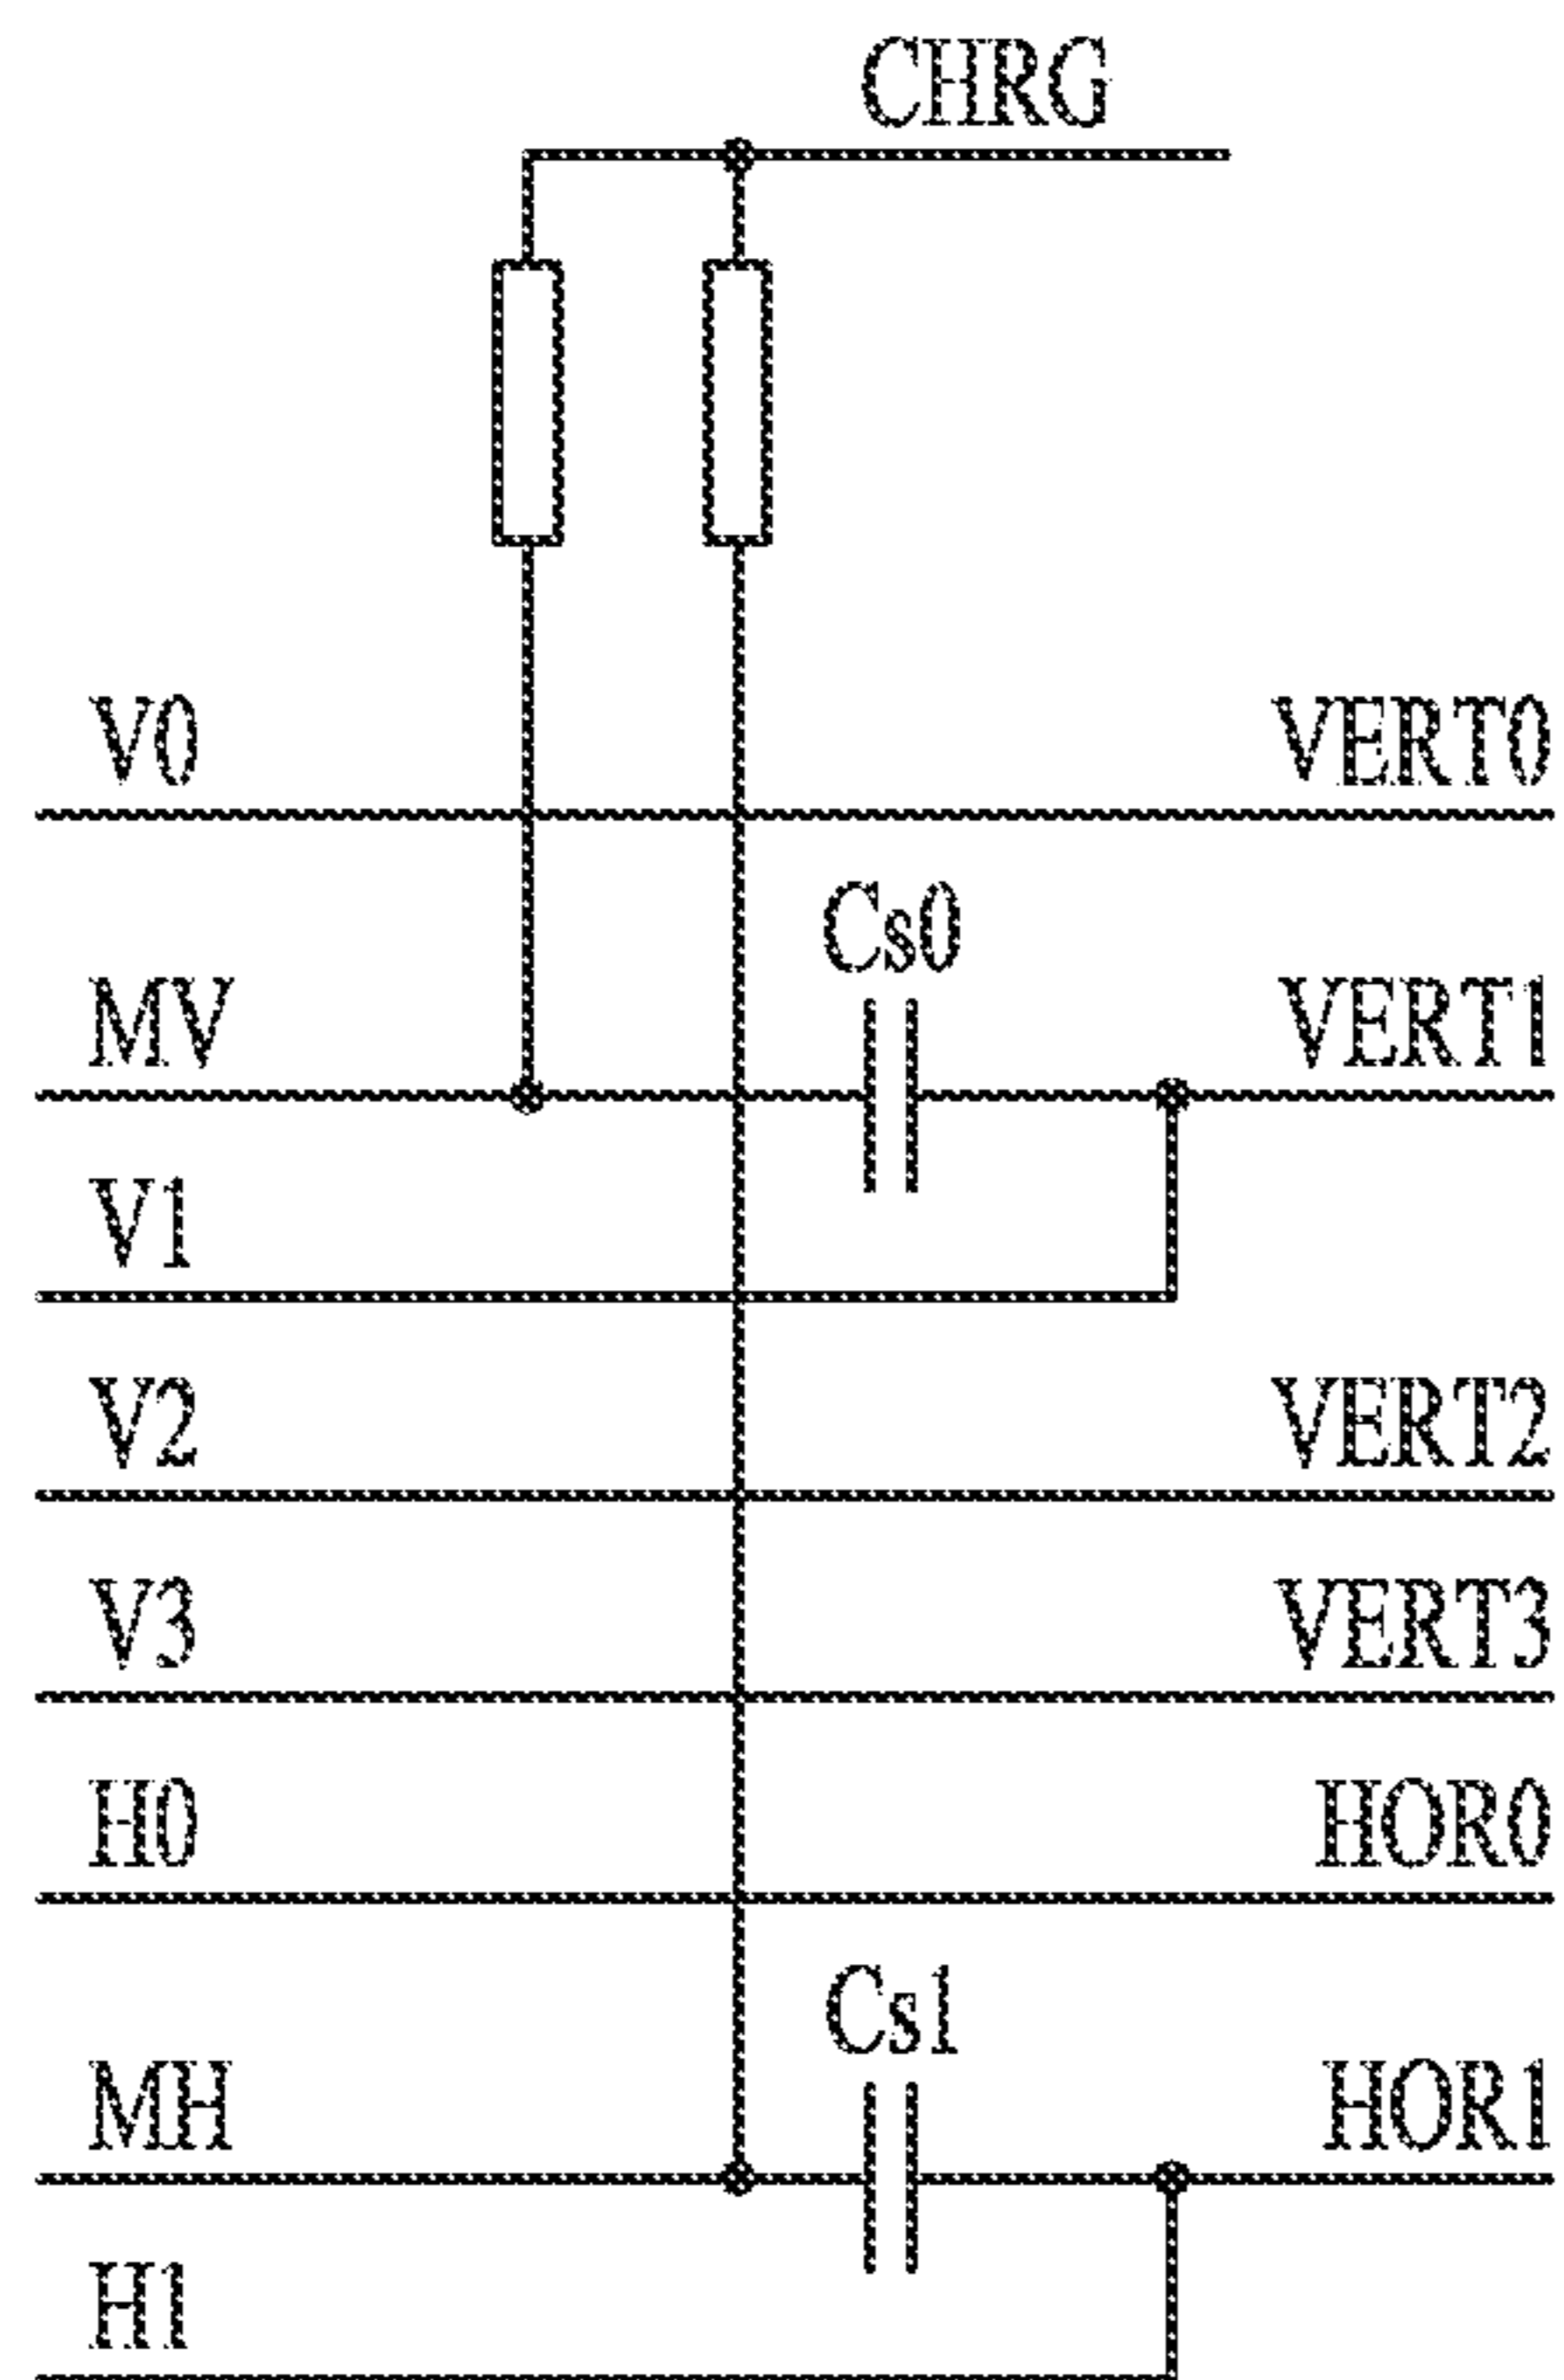 CHRG
V0 VERT0
Cs0
MV VERT1
V1
V2 VERT2
V3 VERT3
H0 HOR0
Cs1
MH HOR1
H1